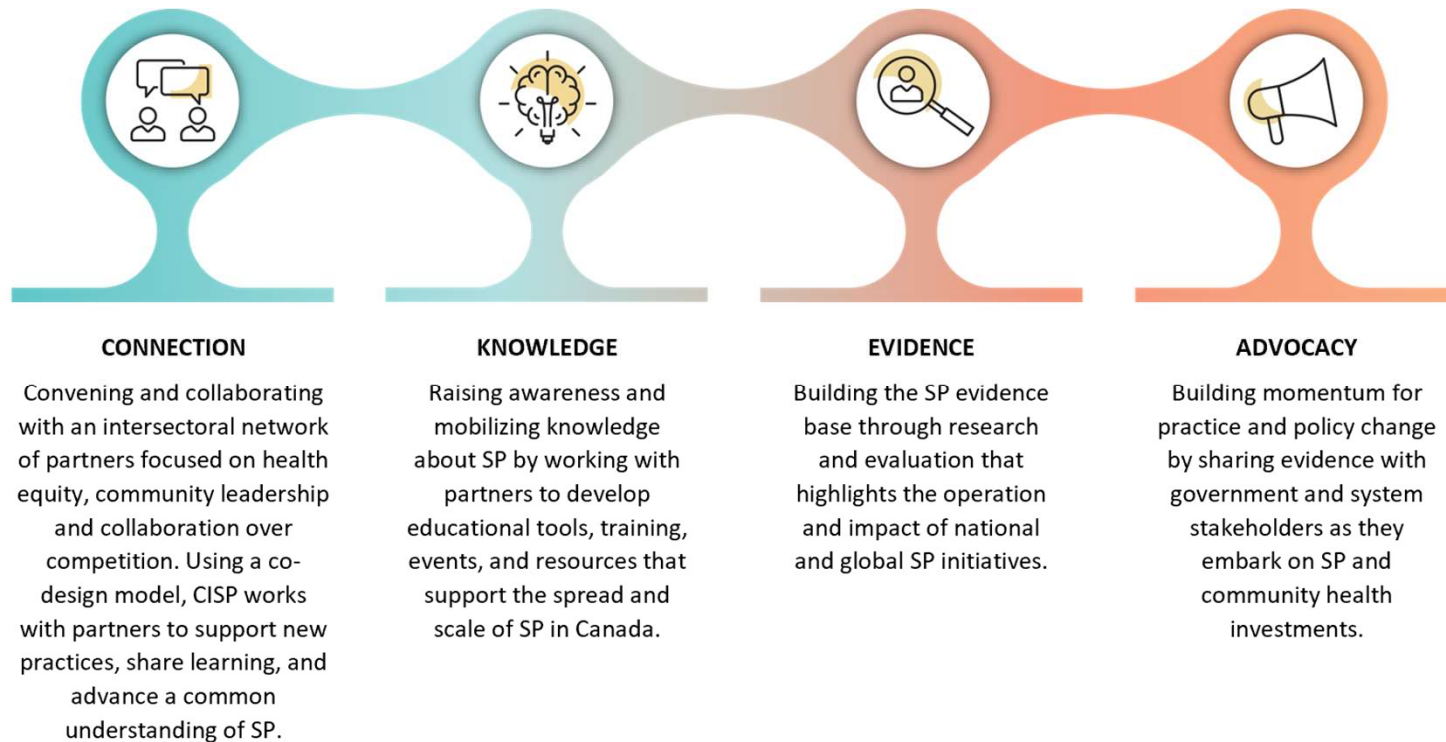 CONNECTION
Convening and collaborating
with an intersectoral network
of partners focused on health
equity, community leadership
and collaboration over
competition. Using a co-
design model, CISP works
with partners to support new
practices, share learning, and
advance a common
understanding of SP.
KNOWLEDGE
Raising awareness and
mobilizing knowledge
about SP by working with
partners to develop
educational tools, training,
events, and resources that
support the spread and
scale of SP in Canada.
EVIDENCE
Building the SP evidence
base through research
and evaluation that
highlights the operation
and impact of national
and global SP initiatives.
ADVOCACY
Building momentum for
practice and policy change
by sharing evidence with
government and system
stakeholders as they
embark on SP and
community health
investments.